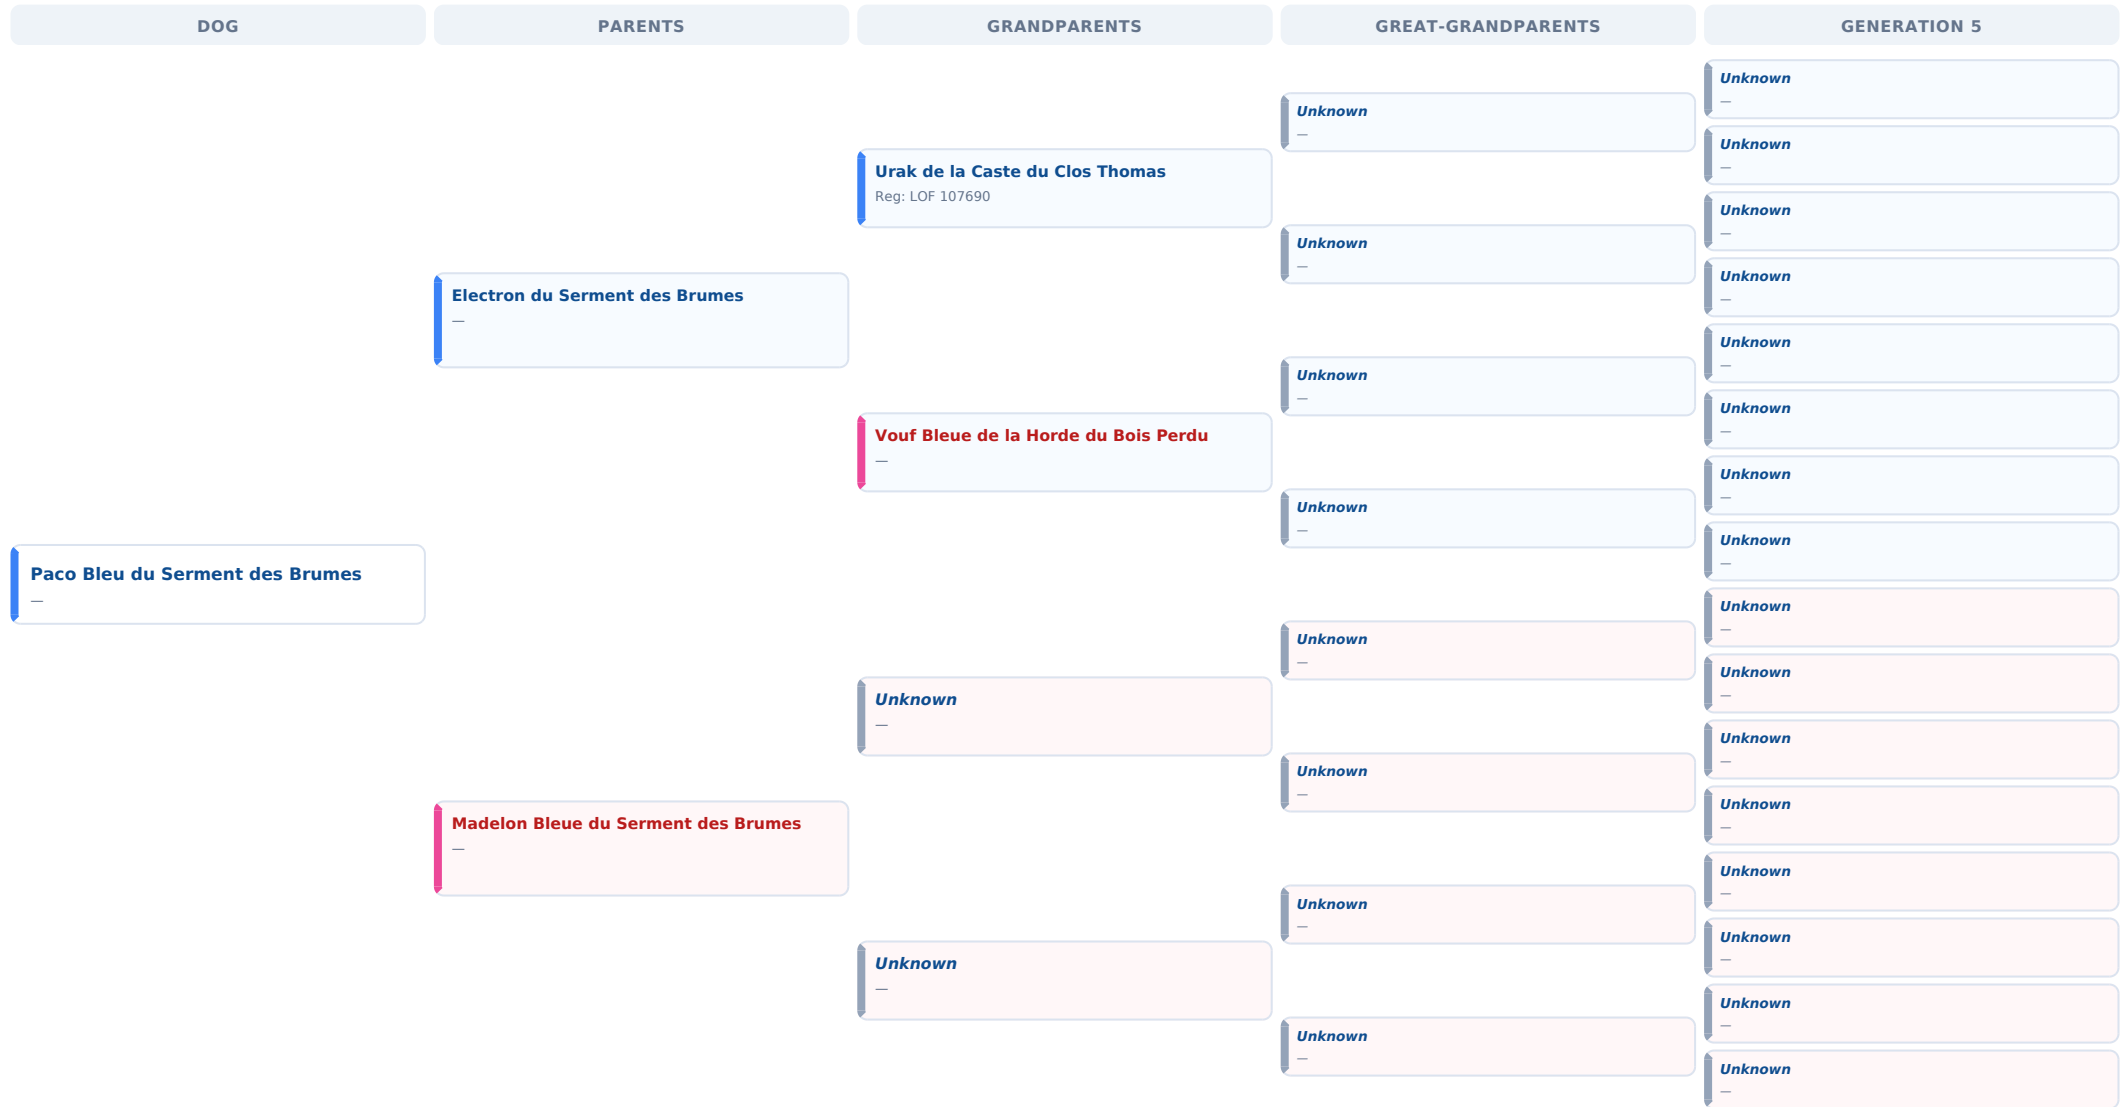 DOG
PARENTS
GRANDPARENTS
GREAT-GRANDPARENTS
GENERATION 5
Paco Bleu du Serment des Brumes
—
Electron du Serment des Brumes
—
Madelon Bleue du Serment des Brumes
—
Urak de la Caste du Clos Thomas
Reg: LOF 107690
Vouf Bleue de la Horde du Bois Perdu
—
Unknown
—
Unknown
—
Unknown
—
Unknown
—
Unknown
—
Unknown
—
Unknown
—
Unknown
—
Unknown
—
Unknown
—
Unknown
—
Unknown
—
Unknown
—
Unknown
—
Unknown
—
Unknown
—
Unknown
—
Unknown
—
Unknown
—
Unknown
—
Unknown
—
Unknown
—
Unknown
—
Unknown
—
Unknown
—
Unknown
—